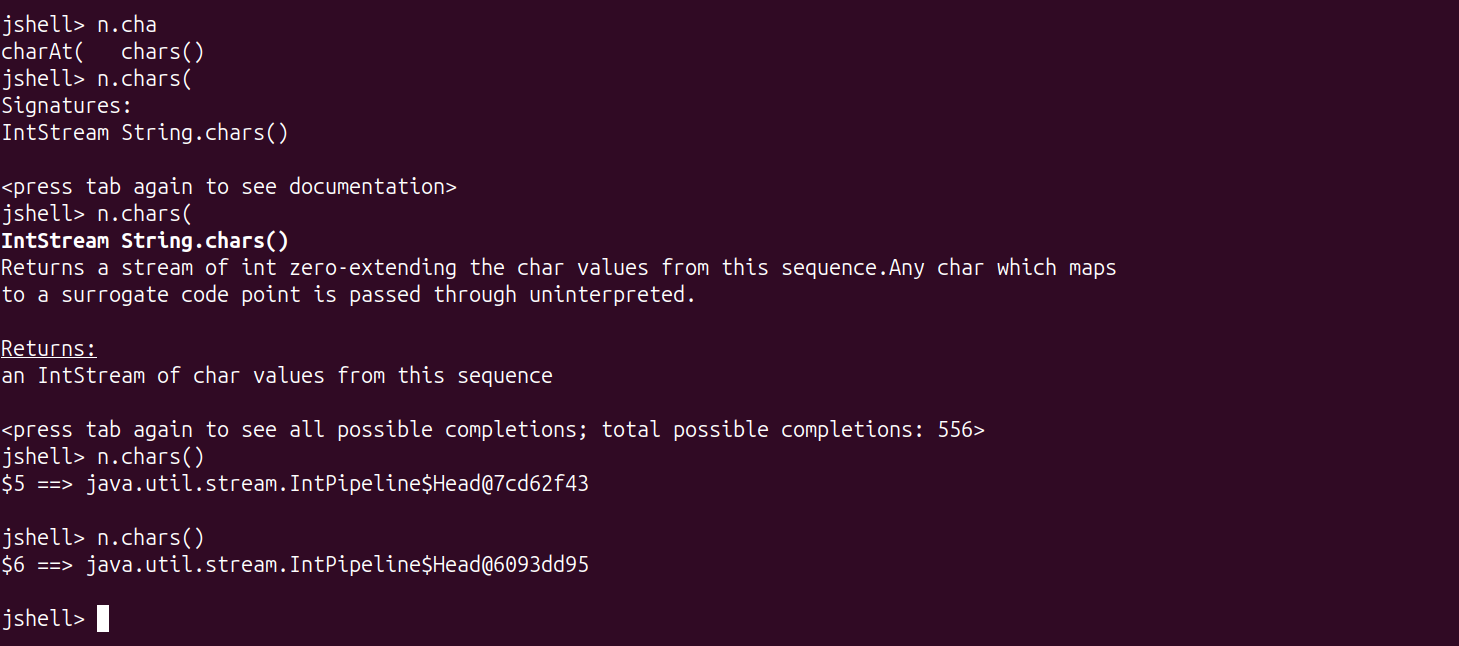 jshell> n.cha
charAt(   chars()
jshell> n.chars(
Signatures:
IntStream String.chars()
<press tab again to see documentation>
jshell> n.chars(
IntStream String.chars()
Returns a stream of int zero-extending the char values from this sequence.Any char which maps
to a surrogate code point is passed through uninterpreted.
Returns:
an IntStream of char values from this sequence
<press tab again to see all possible completions; total possible completions: 556>
jshell> n.chars()
$5 ==> java.util.stream.IntPipeline$Head@7cd62f43
jshell> n.chars()
$6 ==> java.util.stream.IntPipeline$Head@6093dd95
jshell>